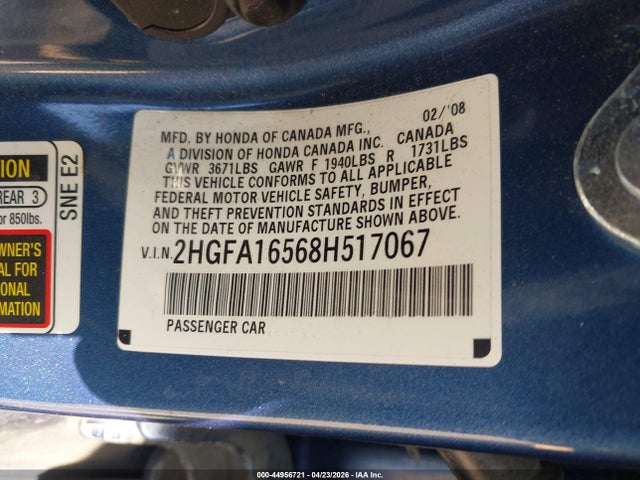 02/'08
MFD. BY HONDA OF CANADA MFG.,
A DIVISION OF HONDA CANADA INC. CANADA
GVWR 3671LBS GAWR F 1940LBS R 1731LBS
THIS VEHICLE CONFORMS TO ALL APPLICABLE
FEDERAL MOTOR VEHICLE SAFETY, BUMPER,
AND THEFT PREVENTION STANDARDS IN EFFECT
ON THE DATE OF MANUFACTURE SHOWN ABOVE.
V.I.N. 2HGFA16568H517067
PASSENGER CAR
ION
REAR 3
or 850lbs.
WNER'S
AL FOR
IONAL
MATION
SNE E2
000-44956721 - 04/23/2026 - IAA Inc.